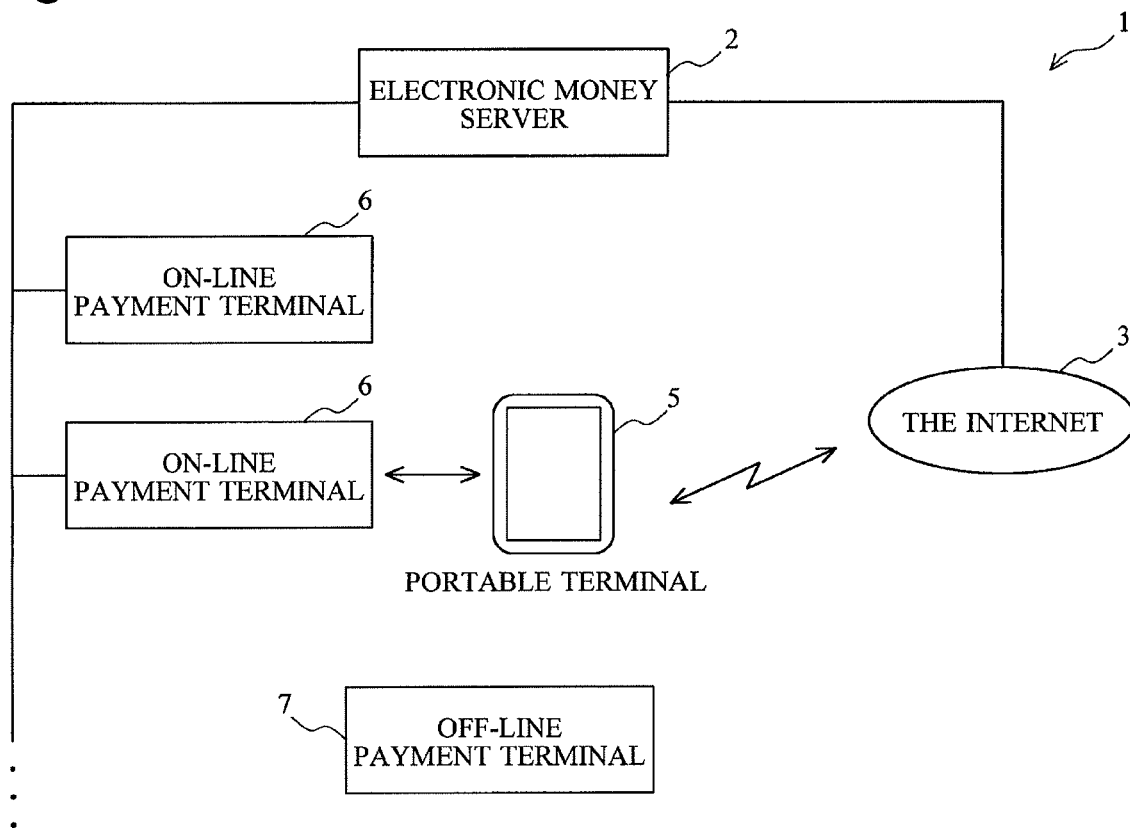 1
2
ELECTRONIC MONEY
SERVER
6
ON-LINE
PAYMENT TERMINAL
3
THE INTERNET
6
ON-LINE
PAYMENT TERMINAL
5
PORTABLE TERMINAL
7
OFF-LINE
PAYMENT TERMINAL